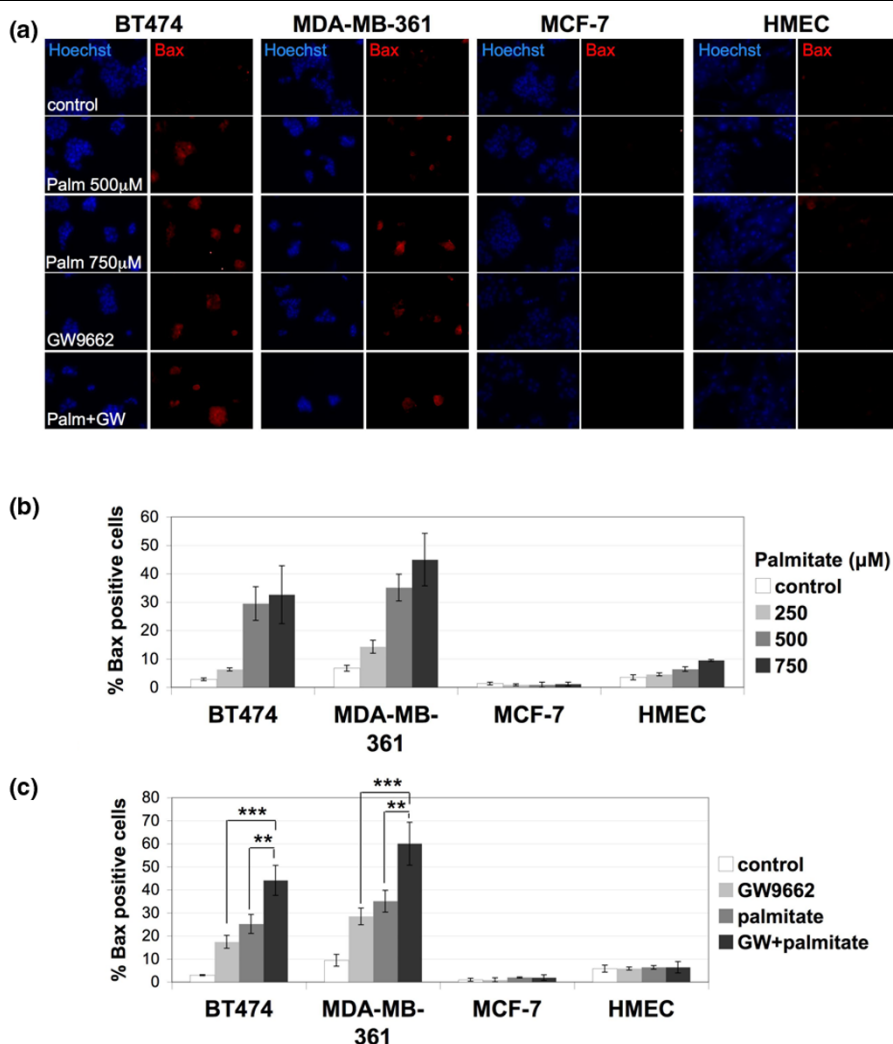 (a)
BT474 MDA-MB-361 MCF-7 HMEC
Hoechst Bax Hoechst Bax Hoechst Bax Hoechst Bax
control
Palm 500µM
Palm 750µM
GW9662
Palm+GW
(b)
% Bax positive cells
60
50
40
30
20
10
0
BT474 MDA-MB- MCF-7 HMEC
361
Palmitate (µM)
control
250
500
750
(c)
% Bax positive cells
80
70
60
50
40
30
20
10
0
*** ***
** **
BT474 MDA-MB- MCF-7 HMEC
361
control
GW9662
palmitate
GW+palmitate